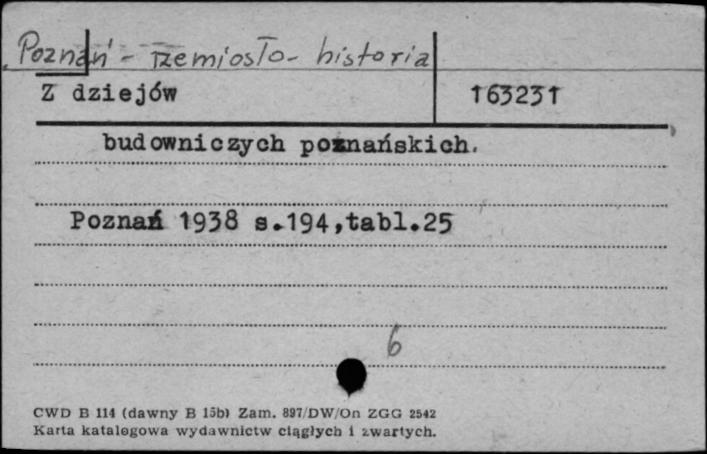 Poznań - rzemiosło - historia
Z dziejów 163231
budowniczych poznańskich.
Poznań 1938 s.194,tabl.25
6
CWD B 114 (dawny B 15b) Zam. 897/DW/On ZGG 2542
Karta katalogowa wydawnictw ciągłych i zwartych.